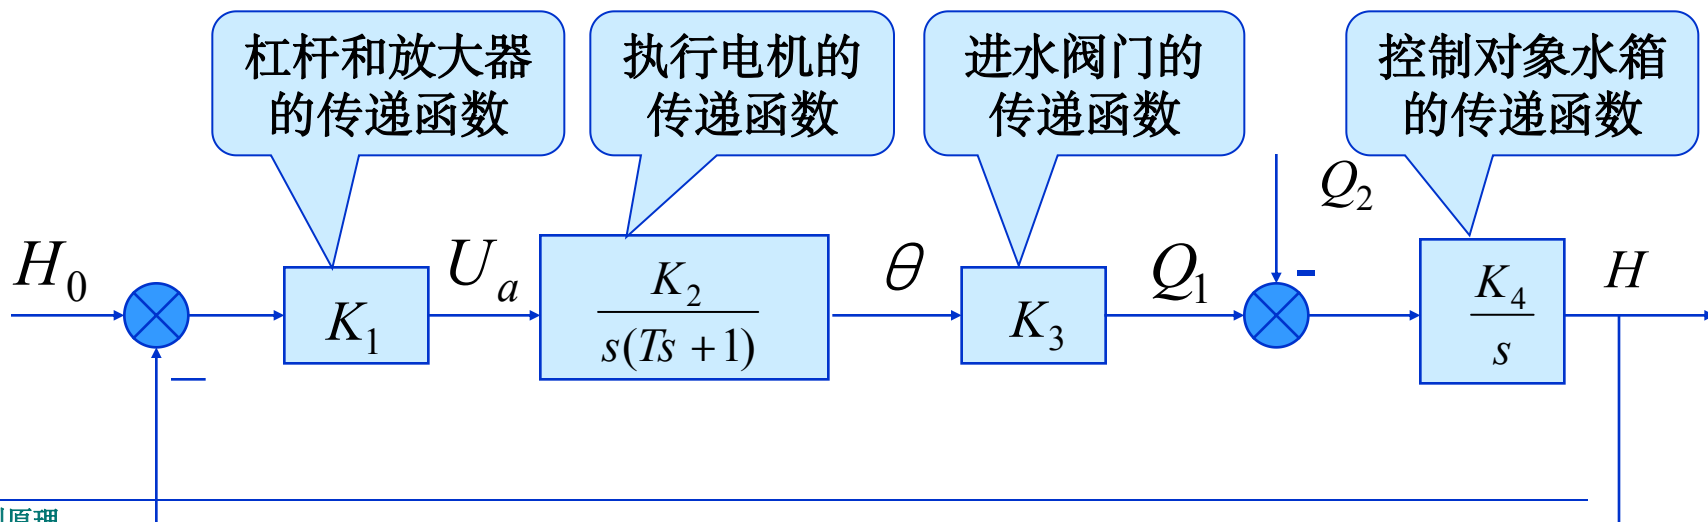 杠杆和放大器
的传递函数
执行电机的
传递函数
进水阀门的
传递函数
控制对象水箱
的传递函数
H₀
−
K₁
Uₐ
K₂
s(Ts + 1)
θ
K₃
Q₁
Q₂
-
K₄
s
H
原理